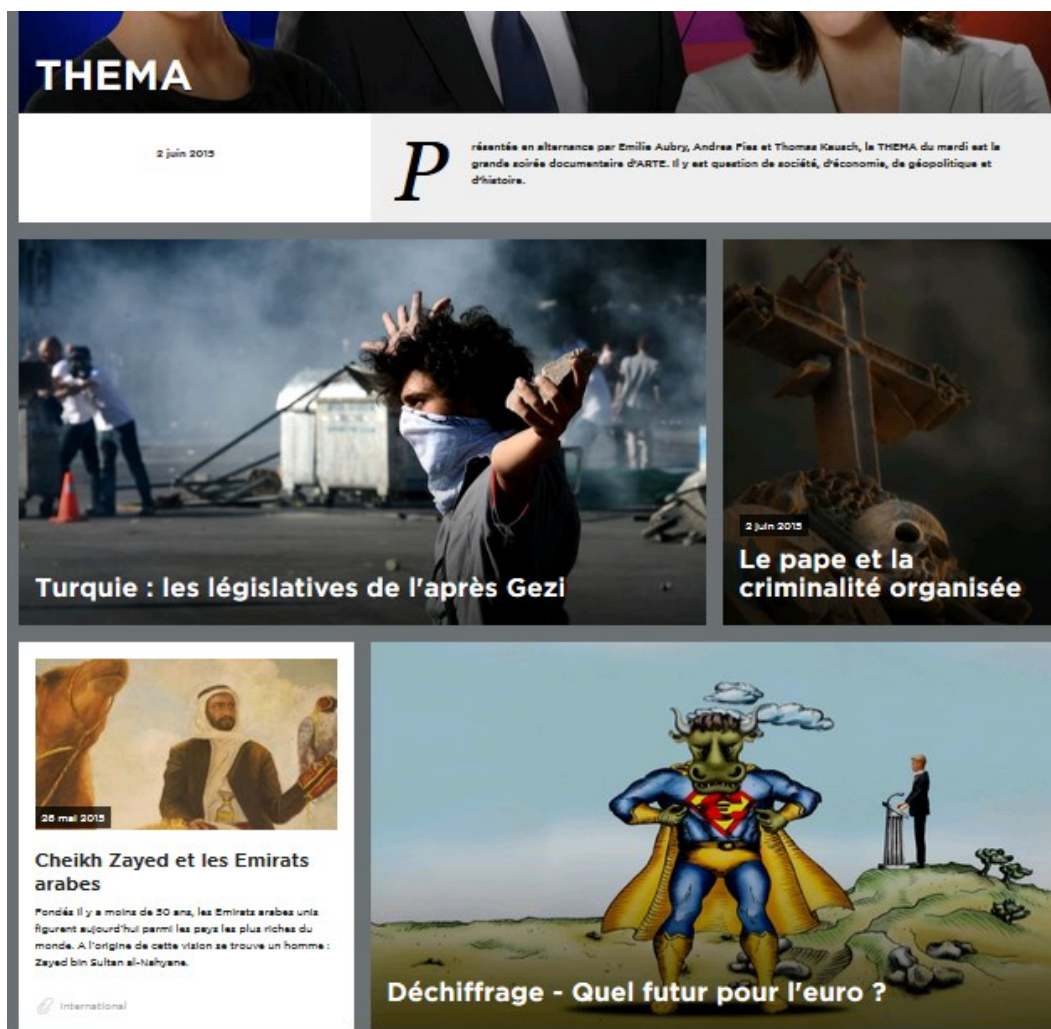 THEMA
2 juin 2015
Présentée en alternance par Emilie Aubry, Andrea Fies et Thomas Kausch, la THEMA du mardi est la
grande soirée documentaire d'ARTE. Il y est question de société, d'économie, de géopolitique et
d'histoire.
Turquie : les législatives de l'après Gezi
2 juin 2015
Le pape et la
criminalité organisée
26 mai 2015
Cheikh Zayed et les Emirats
arabes
Fondés il y a moins de 50 ans, les Emirats arabes unis
figurent aujourd'hui parmi les pays les plus riches du
monde. A l'origine de cette vision se trouve un homme :
Zayed bin Sultan al-Nahyane.
International
€
Déchiffrage - Quel futur pour l'euro ?